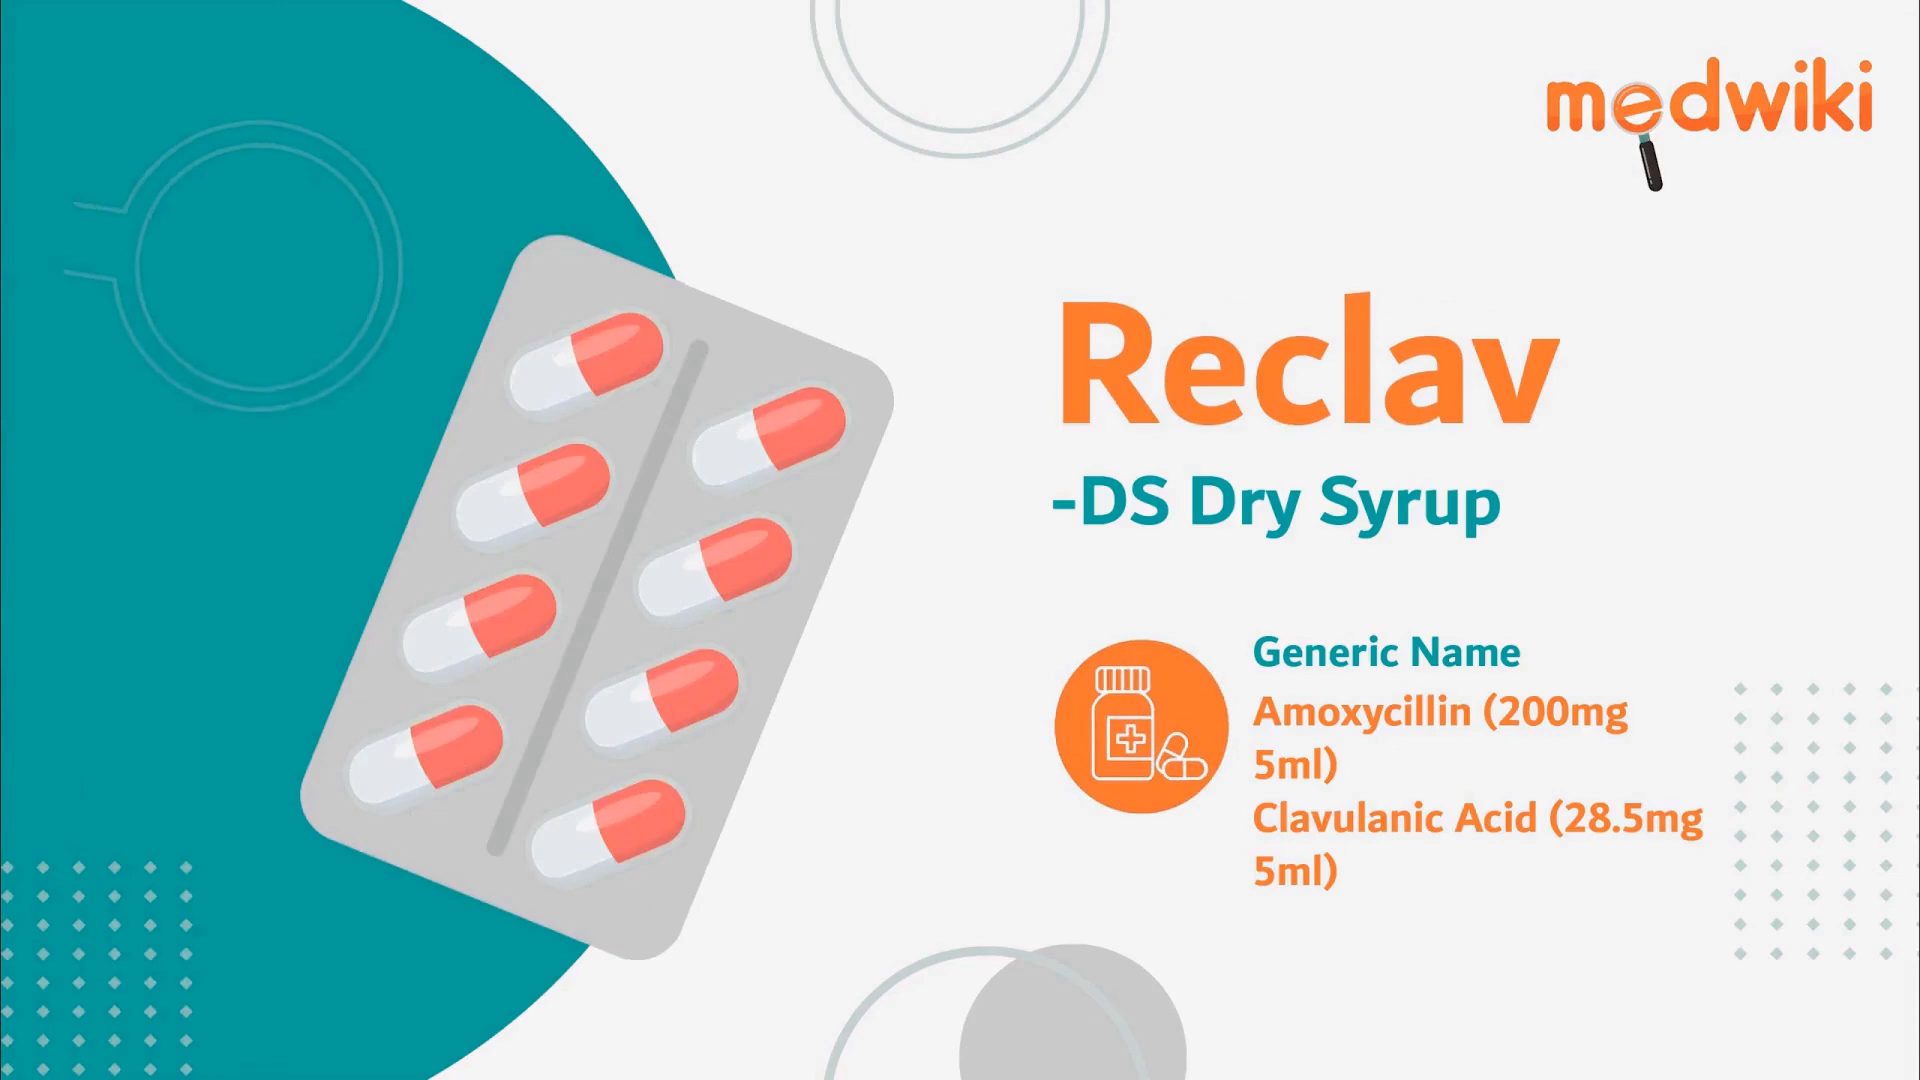 medwiki
Reclav
-DS Dry Syrup
Generic Name
Amoxycillin (200mg
5ml)
Clavulanic Acid (28.5mg
5ml)